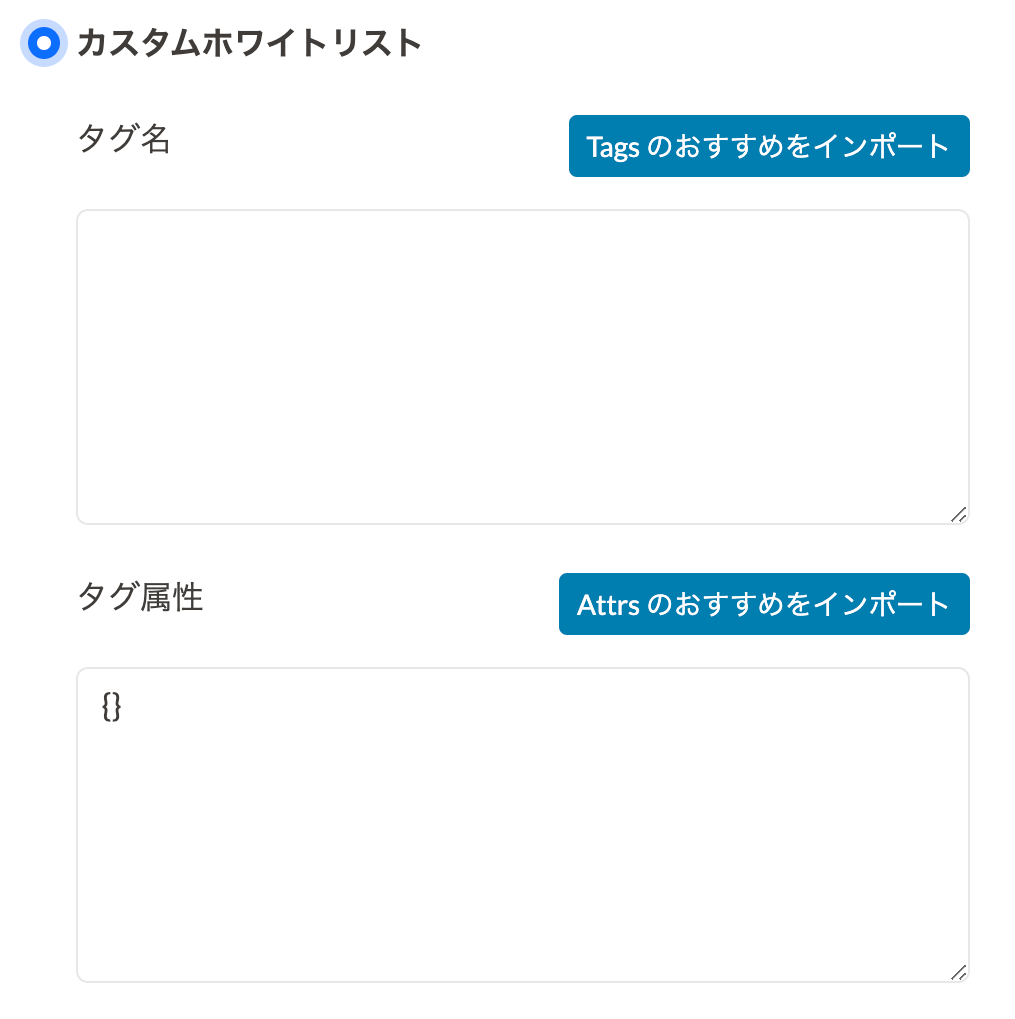 カスタムホワイトリスト
タグ名
Tags のおすすめをインポート
タグ属性
Attrs のおすすめをインポート
{}